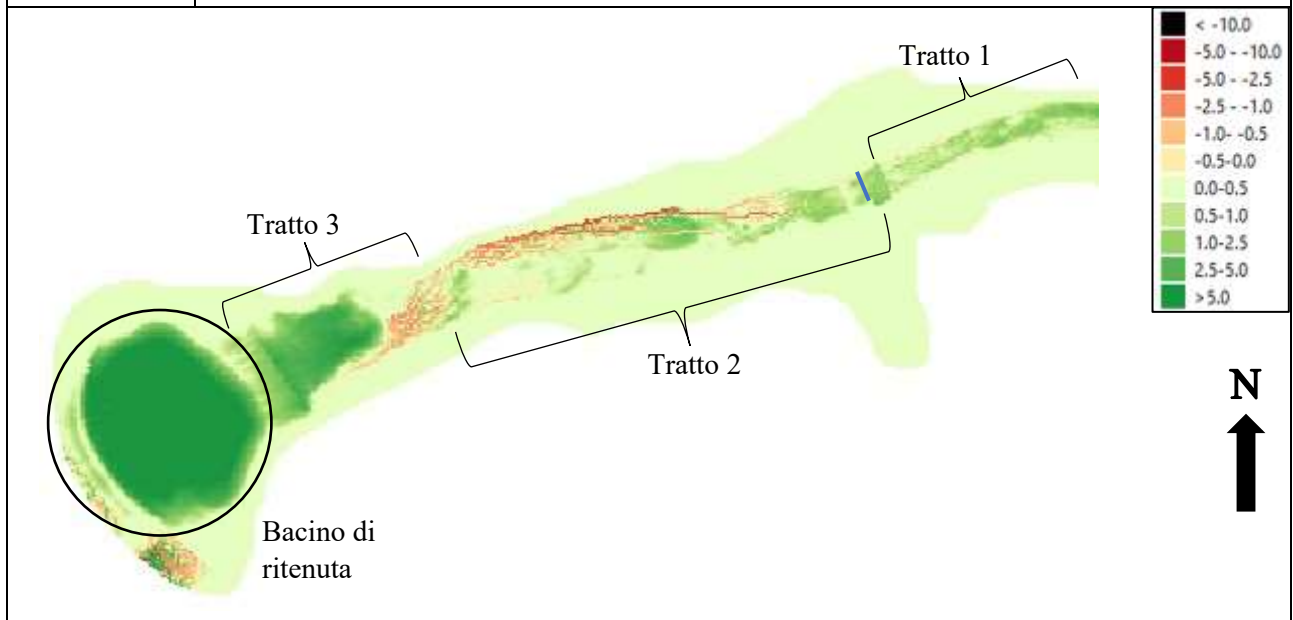 Tratto 1
Tratto 3
Tratto 2
Bacino di
ritenuta
< -10.0
-5.0 - -10.0
-5.0 - -2.5
-2.5 - -1.0
-1.0- -0.5
-0.5-0.0
0.0-0.5
0.5-1.0
1.0-2.5
2.5-5.0
>5.0
N